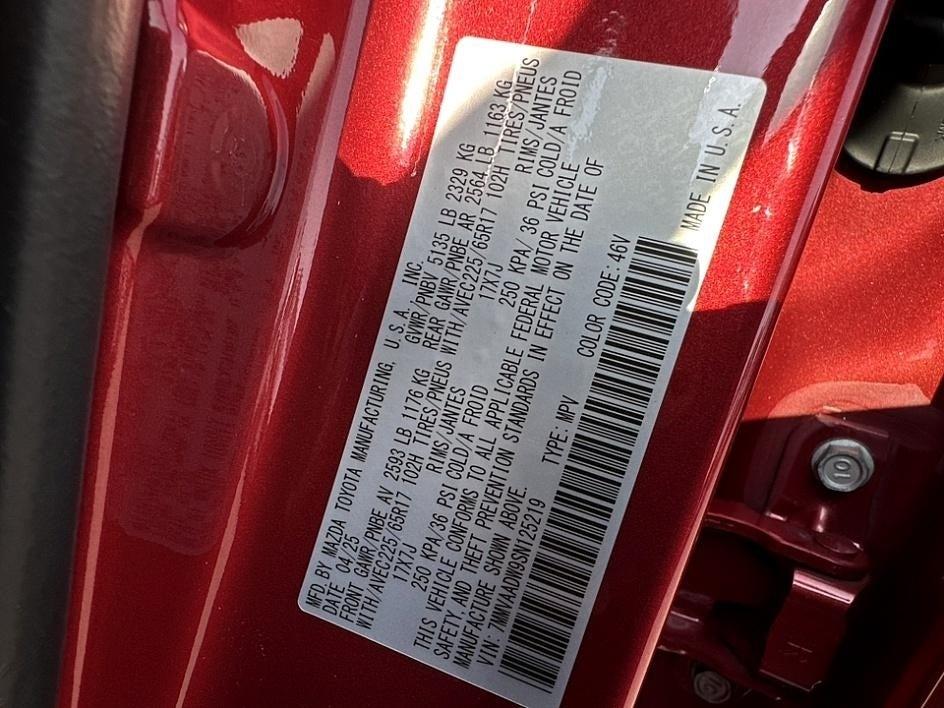 MFD.BY MAZDA TOYOTA MANUFACTURING, U.S.A. INC.
DATE 04/25 GVWR/PNBV 5135 LB 2329 KG
FRONT GAWR/PNBE AV 2593 LB 1176 KG REAR GAWR/PNBE AR 2564 LB 1163 KG
WITH/AVEC225/65R17 102H TIRES/PNEUS WITH/AVEC225/65R17 102H TIRES/PNEUS
17X7J RIMS/JANTES 17X7J RIMS/JANTES
250 KPA/36 PSI COLD/A FROID 250 KPA/ 36 PSI COLD/A FROID
THIS VEHICLE CONFORMS TO ALL APPLICABLE FEDERAL MOTOR VEHICLE
SAFETY AND THEFT PREVENTION STANDARDS IN EFFECT ON THE DATE OF
MANUFACTURE SHOWN ABOVE.
VIN: 7MMVAADW9SN125219 TYPE: MPV COLOR CODE: 46V
MADE IN U.S.A.
10